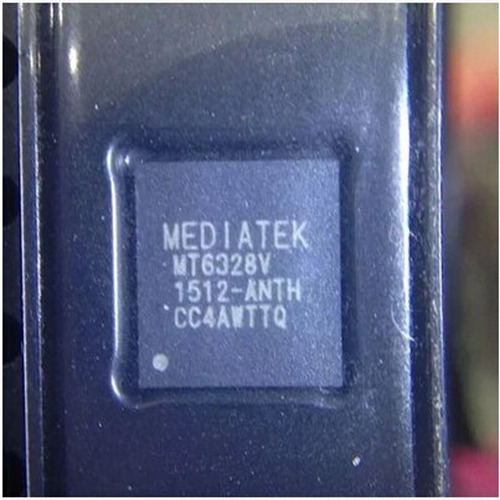 MEDIATEK
MT6328V
1512-ANTH
CC4AWTTQ